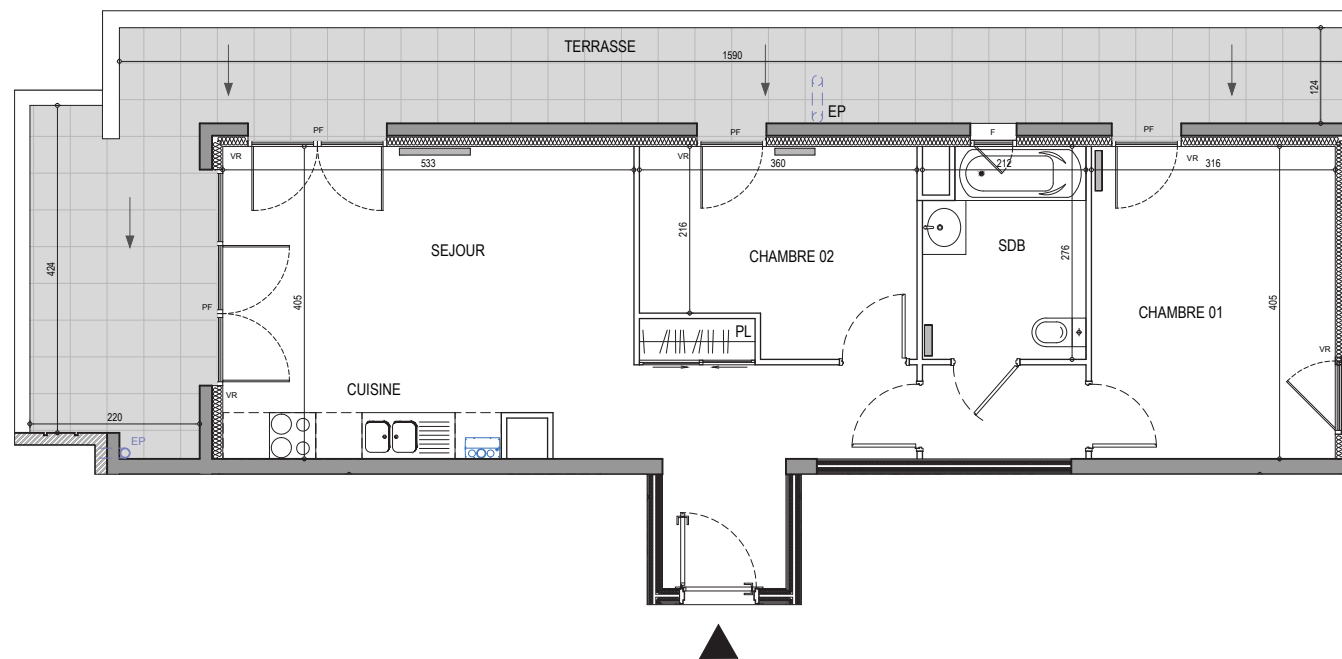 TERRASSE
1590
124
EP
PF
PF
F
PF
VR
533
VR
360
212
VR
316
216
SEJOUR
CHAMBRE 02
SDB
276
424
405
PF
CHAMBRE 01
405
PL
VR
CUISINE
VR
220
EP